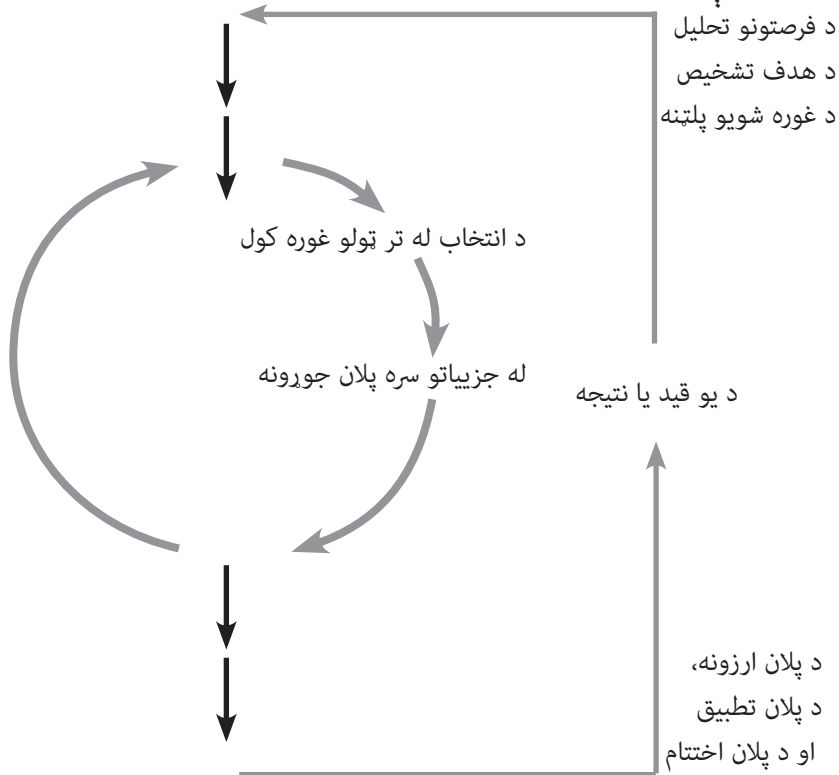 د فرصتونو تحلیل
د هدف تشخیص
د غوره شویو پلټنه
د انتخاب له تر ټولو غوره کول
له جزییاتو سره پلان جوړونه
د یو قید یا نتیجه
د پلان ارزونه،
د پلان تطبیق
او د پلان اختتام